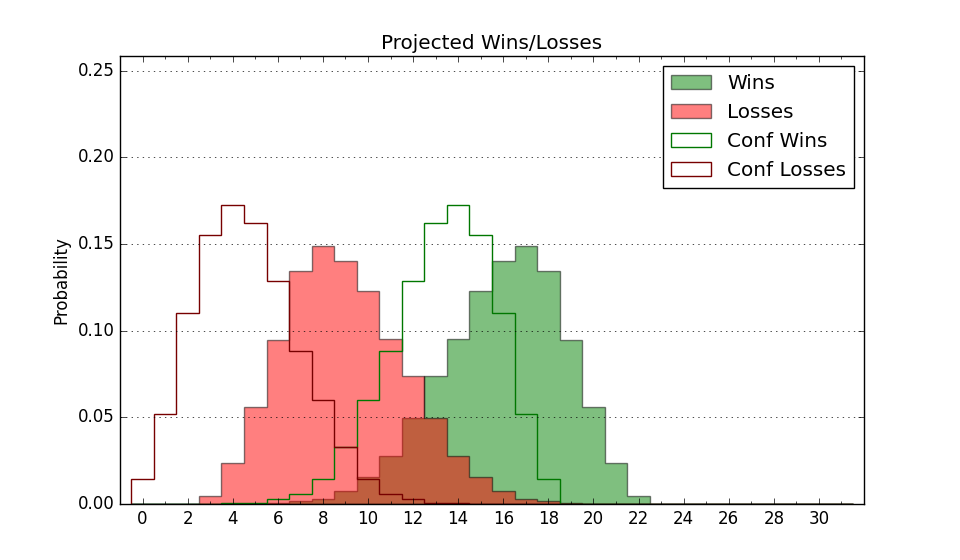 Projected Wins/Losses
0.25
0.20
0.15
0.10
0.05
0.00
Probability
Wins
Losses
Conf Wins
Conf Losses
0 2 4 6 8 10 12 14 16 18 20 22 24 26 28 30